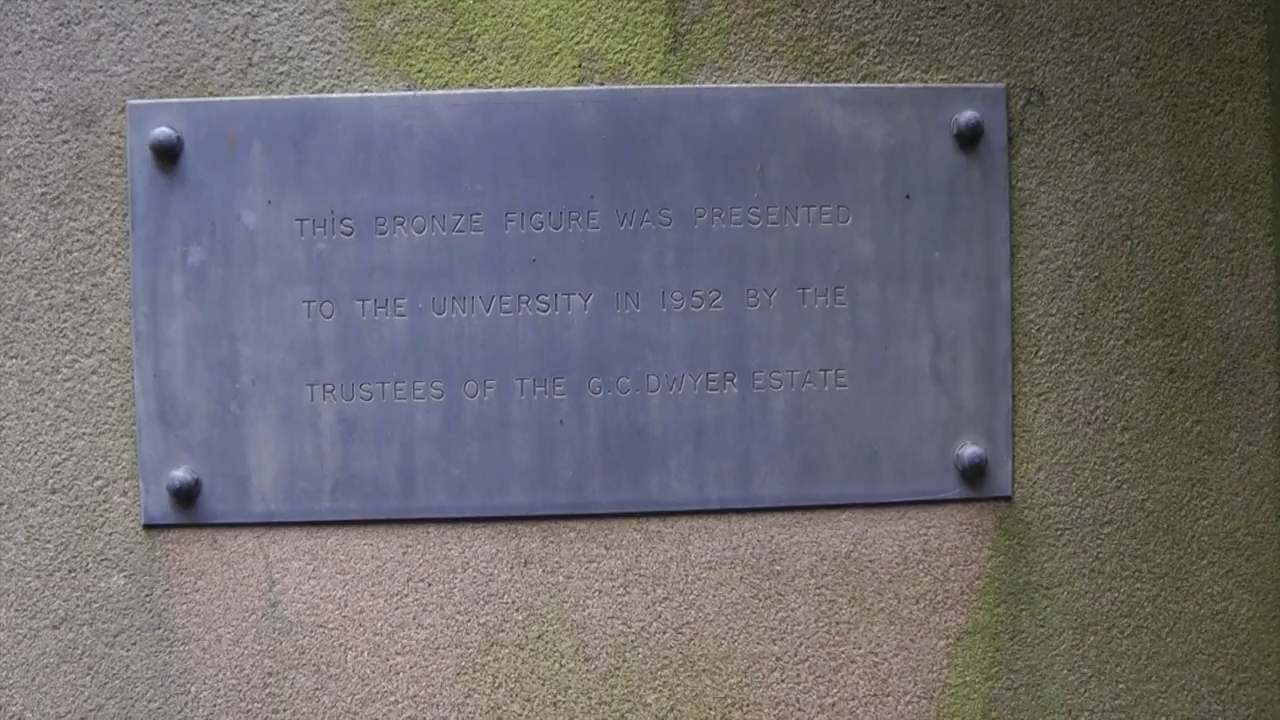 THIS BRONZE FIGURE WAS PRESENTED
TO THE UNIVERSITY IN 1952 BY THE
TRUSTEES OF THE G.C.DWYER ESTATE